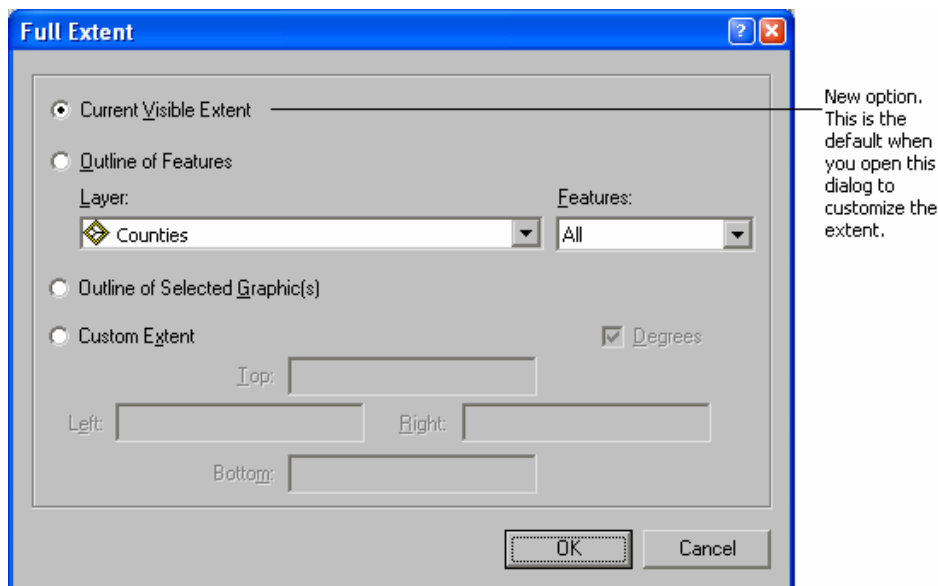 Full Extent
Current Visible Extent
New option.
This is the
default when
you open this
dialog to
customize the
extent.
Outline of Features
Layer:
Features:
Counties
All
Outline of Selected Graphic(s)
Custom Extent
Degrees
Top:
Left:
Right:
Bottom:
OK
Cancel